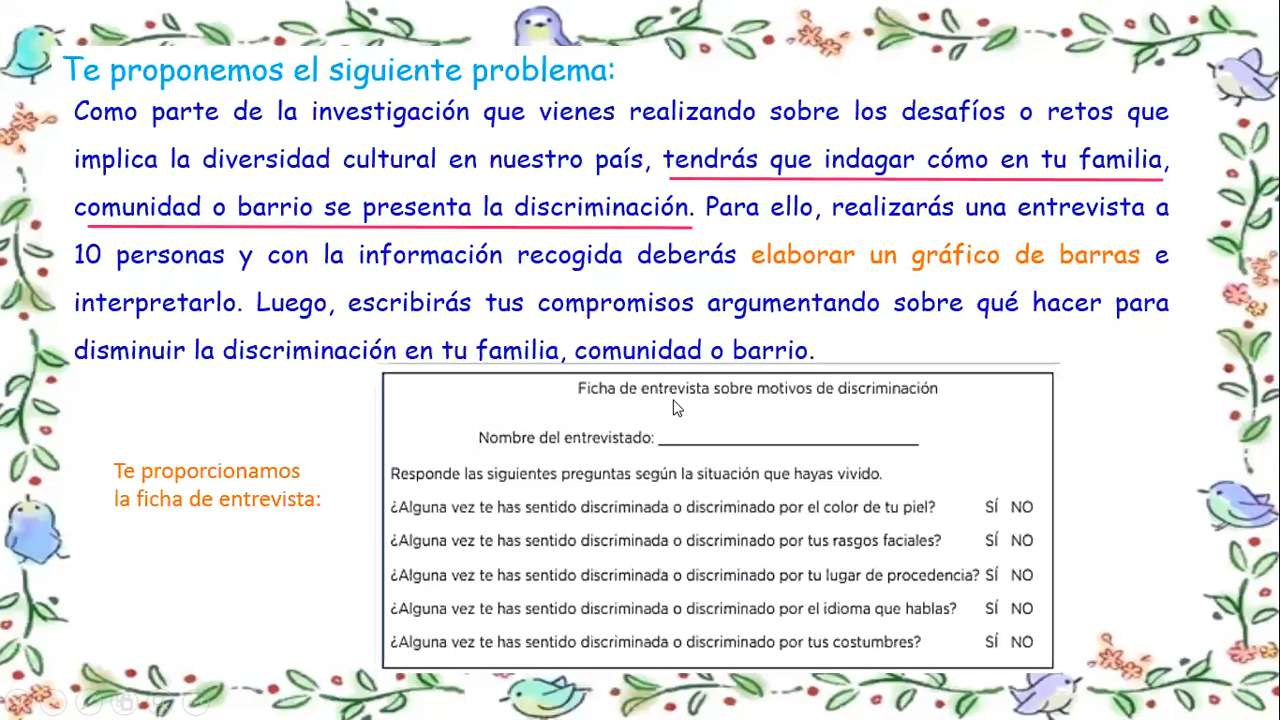 Te proponemos el siguiente problema:
Como parte de la investigación que vienes realizando sobre los desafíos o retos que
implica la diversidad cultural en nuestro país, tendrás que indagar cómo en tu familia,
comunidad o barrio se presenta la discriminación. Para ello, realizarás una entrevista a
10 personas y con la información recogida deberás elaborar un gráfico de barras e
interpretarlo. Luego, escribirás tus compromisos argumentando sobre qué hacer para
disminuir la discriminación en tu familia, comunidad o barrio.
Te proporcionamos
la ficha de entrevista:
Ficha de entrevista sobre motivos de discriminación
Nombre del entrevistado: ____________________
Responde las siguientes preguntas según la situación que hayas vivido.
¿Alguna vez te has sentido discriminada o discriminado por el color de tu piel? SÍ NO
¿Alguna vez te has sentido discriminada o discriminado por tus rasgos faciales? SÍ NO
¿Alguna vez te has sentido discriminada o discriminado por tu lugar de procedencia? SÍ NO
¿Alguna vez te has sentido discriminada o discriminado por el idioma que hablas? SÍ NO
¿Alguna vez te has sentido discriminada o discriminado por tus costumbres? SÍ NO